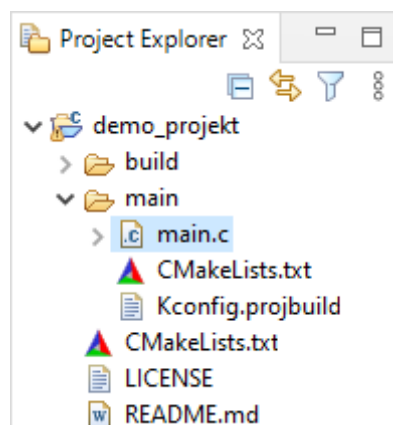 Project Explorer
demo_projekt
build
main
.c main.c
CMakeLists.txt
Kconfig.projbuild
CMakeLists.txt
LICENSE
README.md